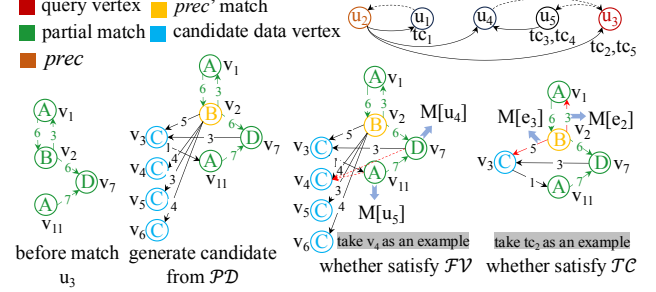 query vertex
prec' match
partial match
candidate data vertex
prec
u₂
u₁
u₄
u₅
u₃
tc₁
tc₃,tc₄
tc₂,tc₅
A
v₁
6
3
B
v₂
6
D
v₇
A
7
v₁₁
before match
u₃
A
v₁
6
3
B
v₂
5
6
v₃
C
3
D
v₇
1
4
A
7
v₄
C
3
v₁₁
v₅
C
4
v₆
C
generate candidate
from 𝒫𝒟
A
v₁
6
3
M[u₄]
B
v₂
5
6
v₃
C
3
D
v₇
1
4
A
7
v₄
C
3
v₁₁
v₅
C
4
M[u₅]
v₆
C
take v₄ as an example
whether satisfy ℱ𝒱
A
v₁
M[e₃]
6
3
M[e₂]
B
v₂
5
6
v₃
C
3
D
v₇
1
A
7
v₁₁
take tc₂ as an example
whether satisfy 𝒯𝒞